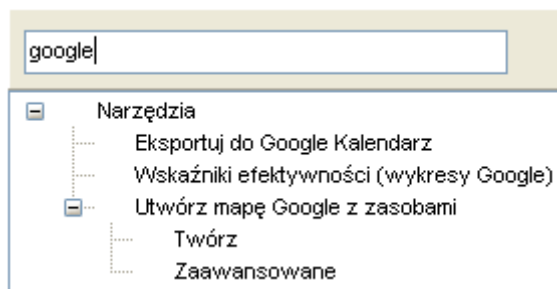 google
Narzędzia
Eksportuj do Google Kalendarz
Wskaźniki efektywności (wykresy Google)
Utwórz mapę Google z zasobami
Twórz
Zaawansowane